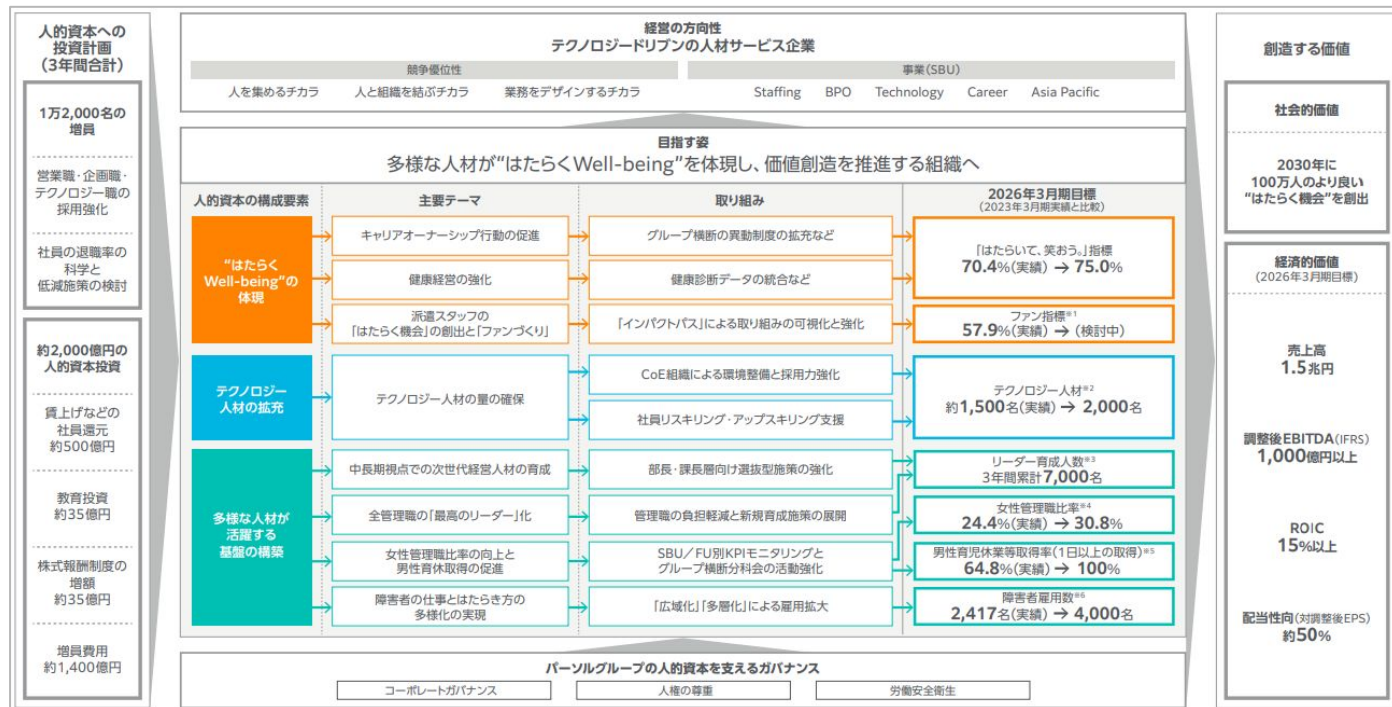 人的資本への
投資計画
(3年間合計)
1万2,000名の
増員
営業職・企画職・
テクノロジー職の
採用強化
社員の退職率の
科学と
低減施策の検討
約2,000億円の
人的資本投資
賃上げなどの
社員還元
約500億円
教育投資
約35億円
株式報酬制度の
増額
約35億円
増員費用
約1,400億円
経営の方向性
テクノロジードリブンの人材サービス企業
競争優位性
事業(SBU)
人を集めるチカラ 人と組織を結ぶチカラ 業務をデザインするチカラ
Staffing BPO Technology Career Asia Pacific
目指す姿
多様な人材が“はたらくWell-being”を体現し、価値創造を推進する組織へ
人的資本の構成要素
主要テーマ
取り組み
2026年3月期目標
(2023年3月期実績と比較)
“はたらく
Well-being”の
体現
キャリアオーナーシップ行動の促進
グループ横断の異動制度の拡充など
健康経営の強化
健康診断データの統合など
「はたらいて、笑おう。」指標
70.4%(実績) → 75.0%
派遣スタッフの
「はたらく機会」の創出と「ファンづくり」
「インパクトパス」による取り組みの可視化と強化
ファン指標※1
57.9%(実績) → (検討中)
テクノロジー
人材の拡充
テクノロジー人材の量の確保
CoE組織による環境整備と採用力強化
社員リスキリング・アップスキリング支援
テクノロジー人材※2
約1,500名(実績) → 2,000名
多様な人材が
活躍する
基盤の構築
中長期視点での次世代経営人材の育成
部長・課長層向け選抜型施策の強化
リーダー育成人数※3
3年間累計7,000名
全管理職の「最高のリーダー」化
管理職の負担軽減と新規育成施策の展開
女性管理職比率※4
24.4%(実績) → 30.8%
女性管理職比率の向上と
男性育休取得の促進
SBU/FU別KPIモニタリングと
グループ横断分科会の活動強化
男性育児休業等取得率(1日以上の取得)※5
64.8%(実績) → 100%
障害者の仕事とはたらき方の
多様化の実現
「広域化」「多層化」による雇用拡大
障害者雇用数※6
2,417名(実績) → 4,000名
パーソルグループの人的資本を支えるガバナンス
コーポレートガバナンス
人権の尊重
労働安全衛生
創造する価値
社会的価値
2030年に
100万人のより良い
“はたらく機会”を創出
経済的価値
(2026年3月期目標)
売上高
1.5兆円
調整後EBITDA(IFRS)
1,000億円以上
ROIC
15%以上
配当性向(対調整後EPS)
約50%